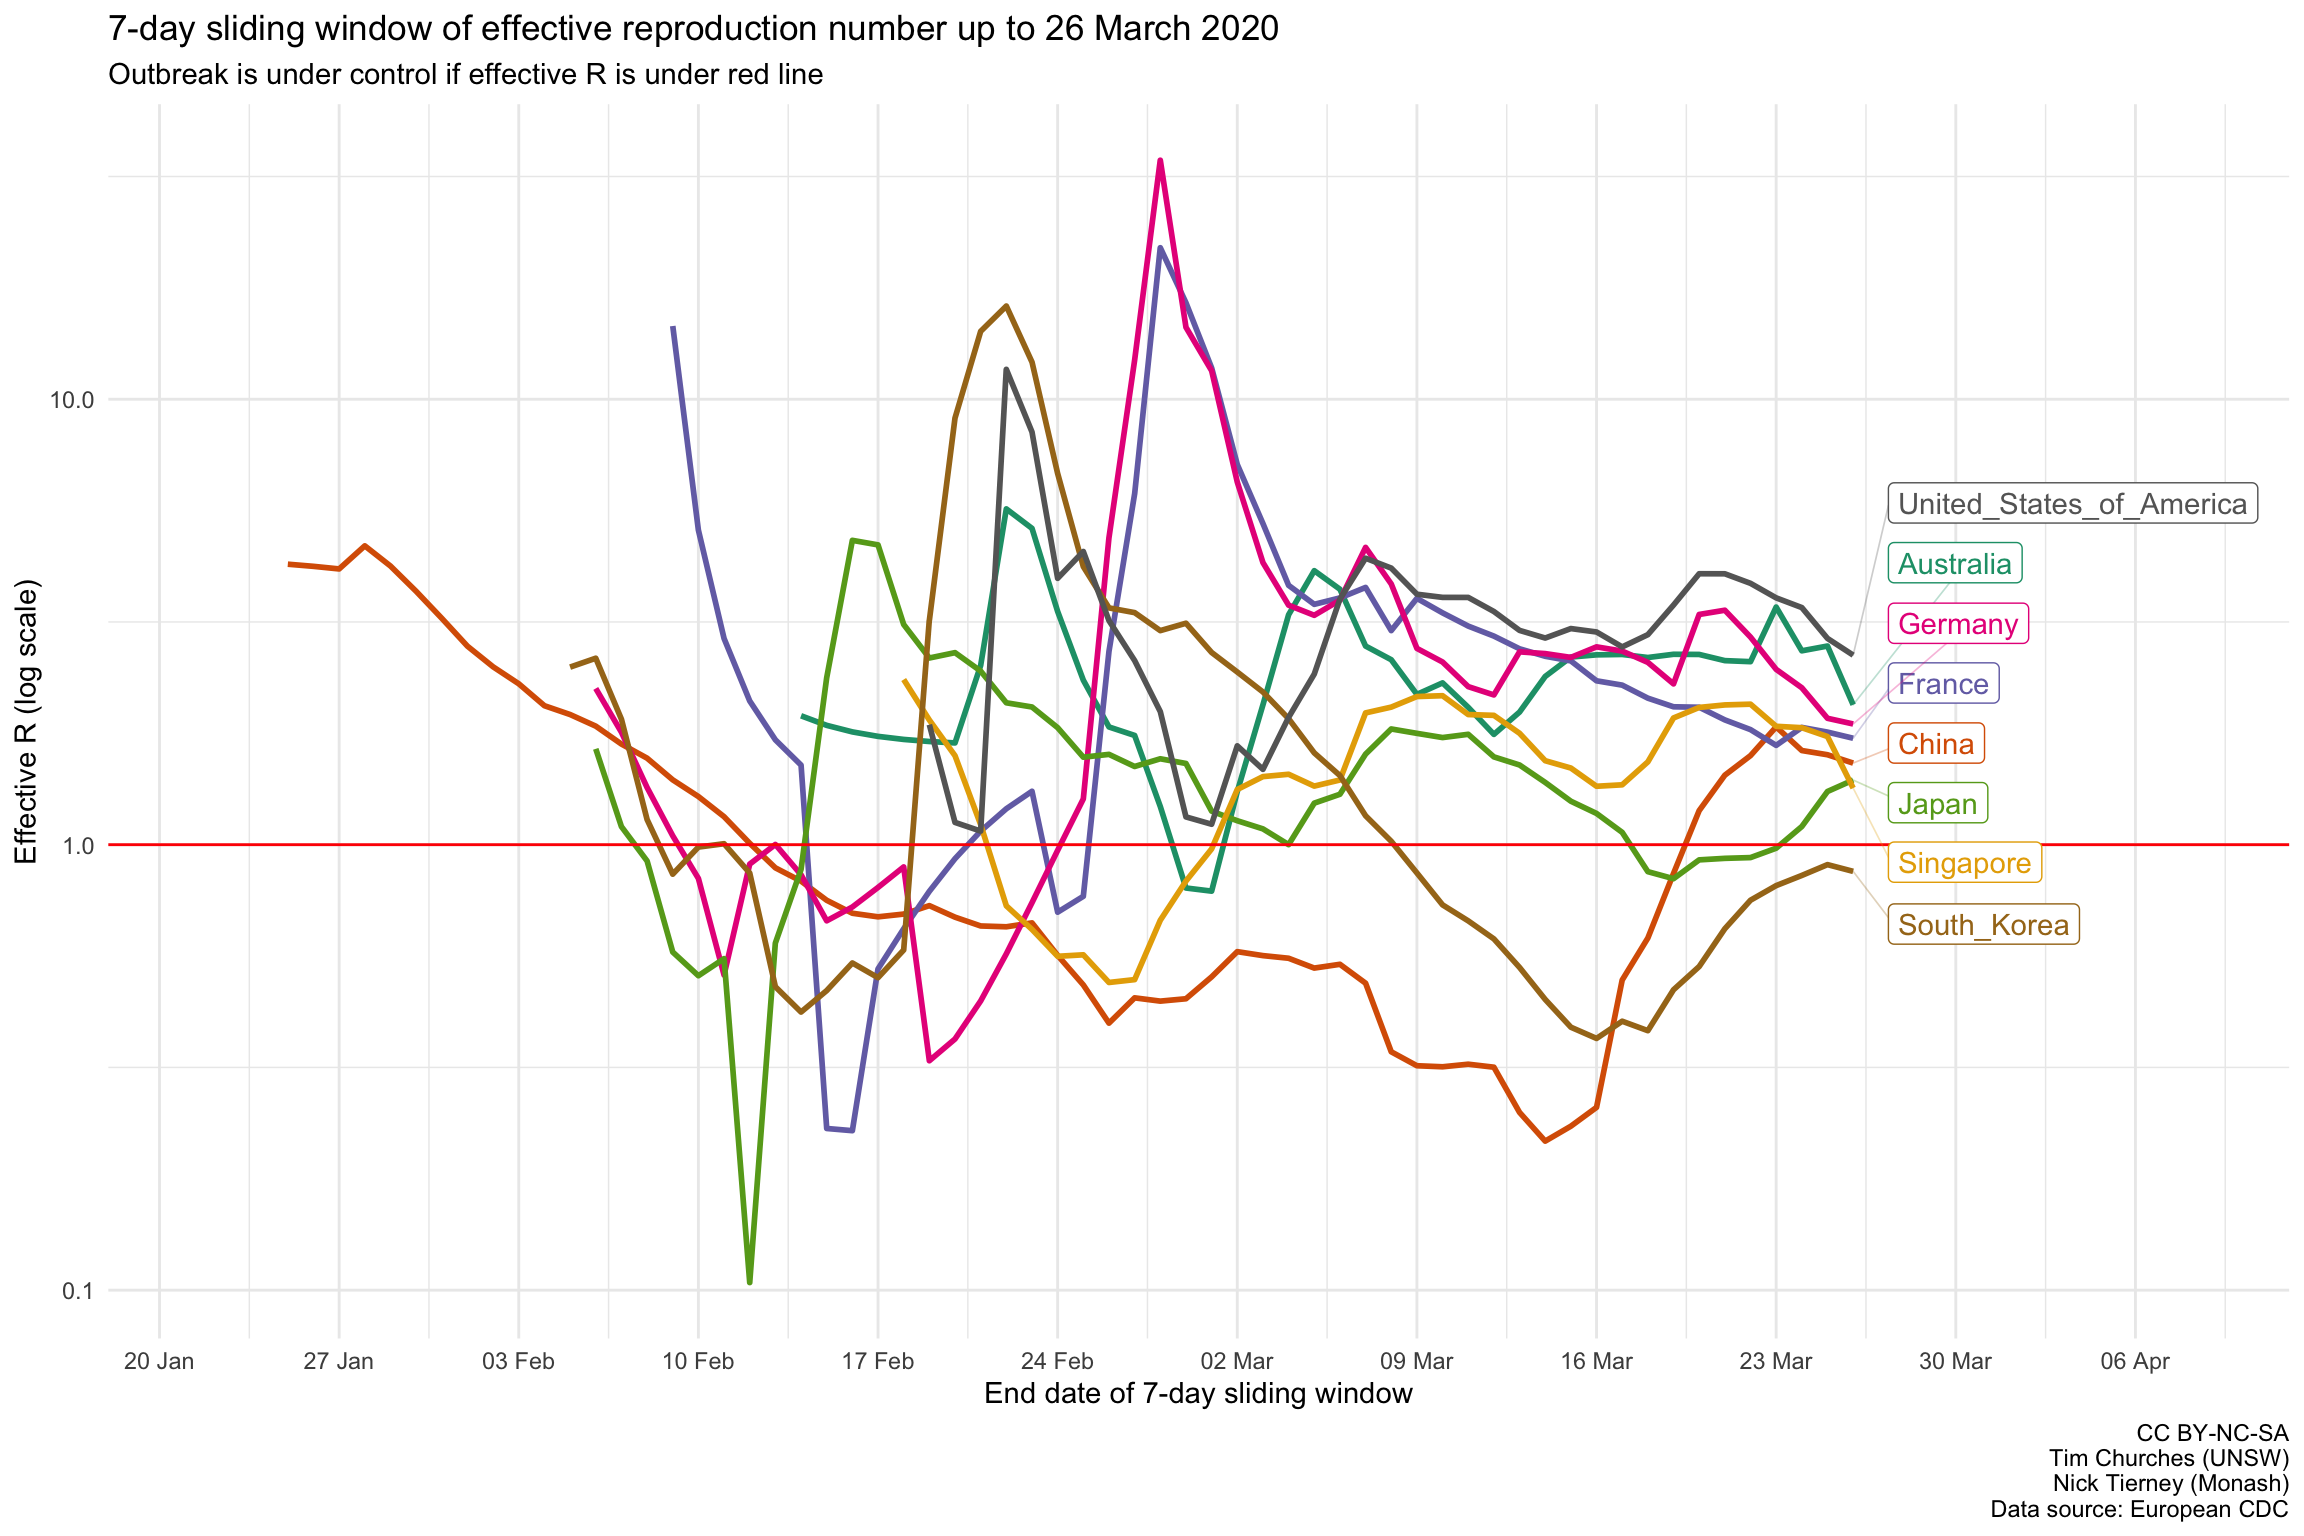 7-day sliding window of effective reproduction number up to 26 March 2020
Outbreak is under control if effective R is under red line
Effective R (log scale)
10.0
1.0
0.1
United_States_of_America
Australia
Germany
France
China
Japan
Singapore
South_Korea
20 Jan
27 Jan
03 Feb
10 Feb
17 Feb
24 Feb
02 Mar
09 Mar
16 Mar
23 Mar
30 Mar
06 Apr
End date of 7-day sliding window
CC BY-NC-SA
Tim Churches (UNSW)
Nick Tierney (Monash)
Data source: European CDC